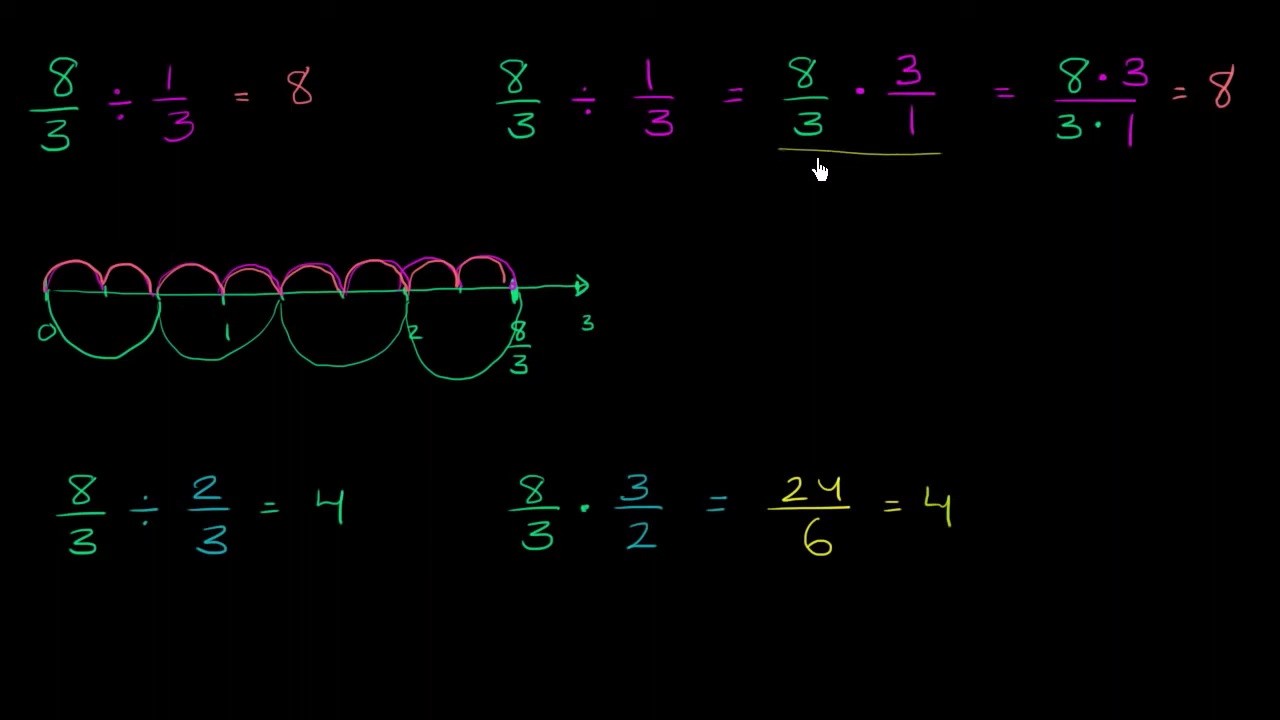 8/3 ÷ 1/3 = 8
8/3 ÷ 1/3 = 8/3 · 3/1 = 8·3/3·1 = 8
0 1 2 8/3 3
8/3 ÷ 2/3 = 4
8/3 · 3/2 = 24/6 = 4